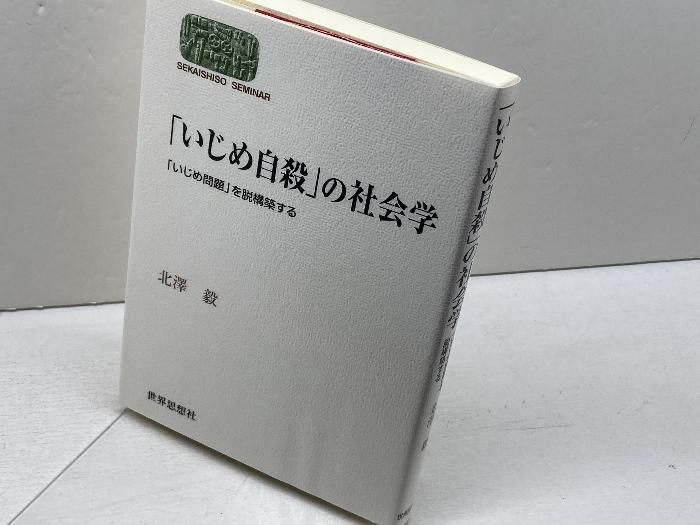 SEKAISHISO SEMINAR
「いじめ自殺」の社会学
「いじめ問題」を脱構築する
北澤 毅
世界思想社
「いじめ自殺」の社会学